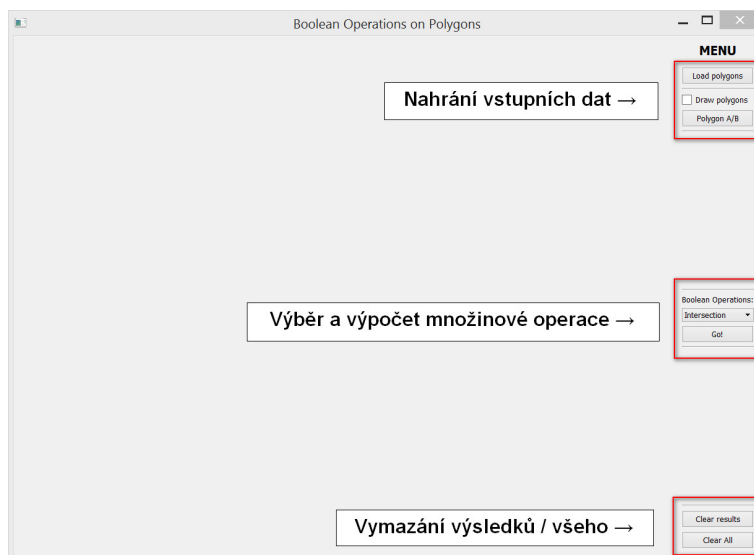 Boolean Operations on Polygons
MENU
Load polygons
Nahrání vstupních dat →
Draw polygons
Polygon A/B
Boolean Operations:
Výběr a výpočet množinové operace →
Intersection
Go!
Clear results
Vymazání výsledků / všeho →
Clear All